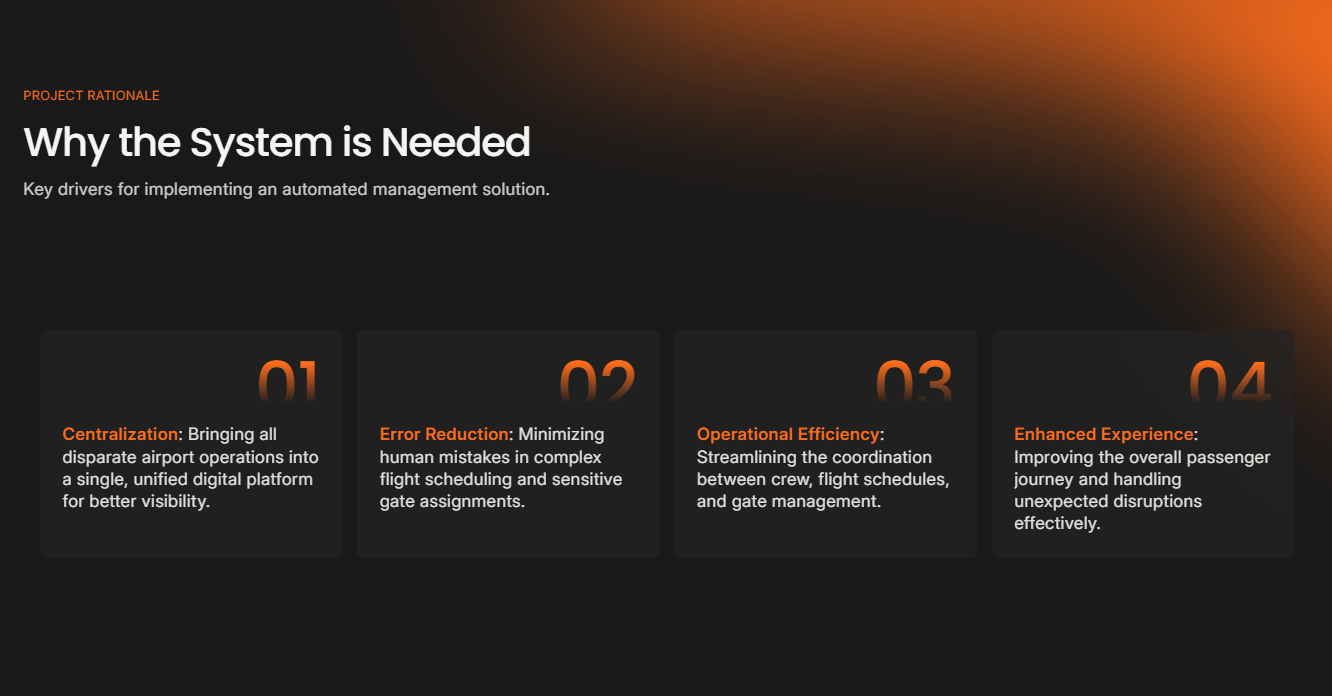 PROJECT RATIONALE
Why the System is Needed
Key drivers for implementing an automated management solution.
01
Centralization: Bringing all
disparate airport operations into
a single, unified digital platform
for better visibility.
02
Error Reduction: Minimizing
human mistakes in complex
flight scheduling and sensitive
gate assignments.
03
Operational Efficiency:
Streamlining the coordination
between crew, flight schedules,
and gate management.
04
Enhanced Experience:
Improving the overall passenger
journey and handling
unexpected disruptions
effectively.